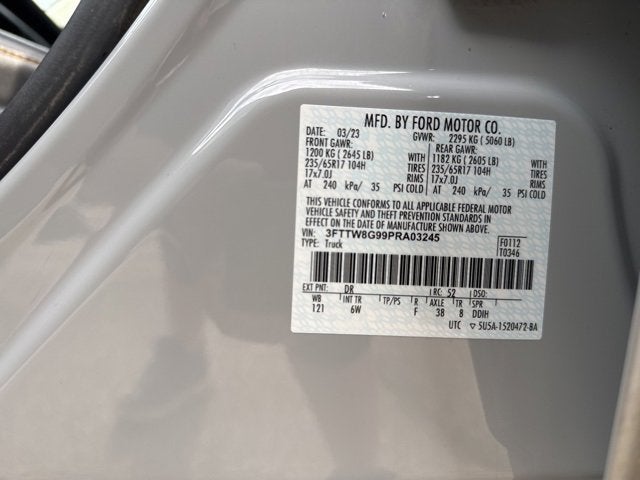 MFD. BY FORD MOTOR CO.
DATE: 03/23 GVWR: 2295 KG ( 5060 LB)
FRONT GAWR: REAR GAWR:
1200 KG ( 2645 LB) WITH 1182 KG ( 2605 LB) WITH
235/65R17 104H TIRES 235/65R17 104H TIRES
17x7.0J RIMS 17x7.0J RIMS
AT 240 kPa/ 35 PSI COLD AT 240 kPa/ 35 PSI COLD
THIS VEHICLE CONFORMS TO ALL APPLICABLE FEDERAL MOTOR
VEHICLE SAFETY AND THEFT PREVENTION STANDARDS IN
EFFECT ON THE DATE OF MANUFACTURE SHOWN ABOVE.
VIN: 3FTTW8G99PRA03245 F0112
TYPE: Truck T0346
EXT PNT: DR RC: 52 DSO:
WB INT TR TP/PS R AXLE TR SPR
121 6W F 38 8 DDIH
UTC ▽ 5U5A-1520472-BA